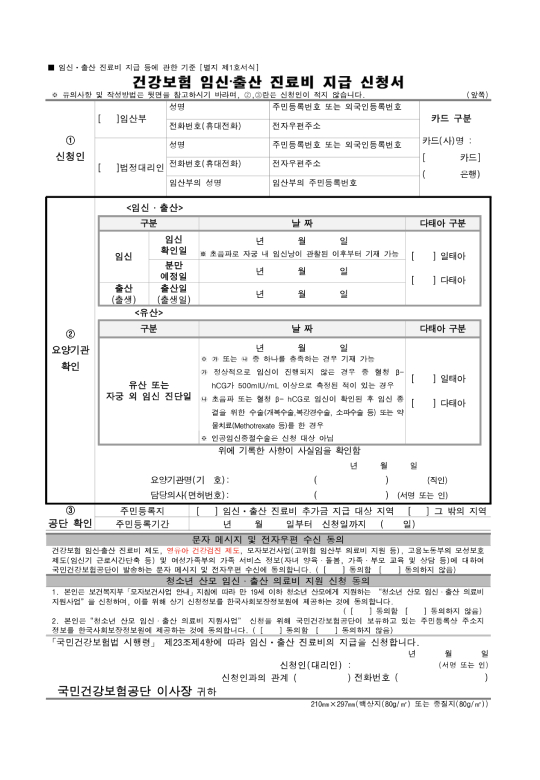 ■ 임신·출산 진료비 지급 등에 관한 기준 [별지 제1호서식]
건강보험 임신·출산 진료비 지급 신청서
※ 유의사항 및 작성방법은 뒷면을 참고하시기 바라며, ②,③란은 신청인이 적지 않습니다. (앞쪽)
①
신청인
[ ]임산부
성명
주민등록번호 또는 외국인등록번호
전화번호(휴대전화)
전자우편주소
[ ]법정대리인
성명
주민등록번호 또는 외국인등록번호
전화번호(휴대전화)
전자우편주소
임산부의 성명
임산부의 주민등록번호
카드 구분
카드(사)명 :
[ 카드]
( 은행)
②
요양기관
확인
<임신·출산>
구분 날 짜 다태아 구분
임신
임신
확인일
년 월 일
※ 초음파로 자궁 내 임신낭이 관찰된 이후부터 기재 가능
분만
예정일
년 월 일
출산
(출생)
출산일
(출생일)
년 월 일
[ ] 일태아
[ ] 다태아
<유산>
구분 날 짜 다태아 구분
유산 또는
자궁 외 임신 진단일
년 월 일
※ 가 또는 나 중 하나를 충족하는 경우 기재 가능
가 정상적으로 임신이 진행되지 않은 경우 중 혈청 β-
hCG가 500mIU/mL 이상으로 측정된 적이 있는 경우
나 초음파 또는 혈청 β- hCG로 임신이 확인된 후 임신 종
결을 위한 수술(개복수술,복강경수술, 소파수술 등) 또는 약
물치료(Methotrexate 등)를 한 경우
※ 인공임신중절수술은 신청 대상 아님
[ ] 일태아
[ ] 다태아
위에 기록한 사항이 사실임을 확인함
년 월 일
요양기관명(기 호): ( ) (직인)
담당의사(면허번호): ( ) (서명 또는 인)
③
공단 확인
주민등록지 [ ] 임신·출산 진료비 추가금 지급 대상 지역 [ ] 그 밖의 지역
주민등록기간 년 월 일부터 신청일까지 ( 일)
문자 메시지 및 전자우편 수신 동의
건강보험 임신·출산 진료비 제도, 영유아 건강검진 제도, 모자보건사업(고위험 임산부 의료비 지원 등), 고용노동부의 모성보호
제도(임신기 근로시간단축 등) 및 여성가족부의 가족 서비스 정보(자녀 양육·돌봄, 가족·부모 교육 및 상담 등)에 대하여
국민건강보험공단이 발송하는 문자 메시지 및 전자우편 수신에 동의합니다. ( [ ] 동의함 [ ] 동의하지 않음)
청소년 산모 임신·출산 의료비 지원 신청 동의
1. 본인은 보건복지부「모자보건사업 안내」지침에 따라 만 19세 이하 청소년 산모에게 지원하는 "청소년 산모 임신·출산 의료비
지원사업" 을 신청하며, 이를 위해 상기 신청정보를 한국사회보장정보원에 제공하는 것에 동의합니다.
( [ ] 동의함 [ ] 동의하지 않음)
2. 본인은"청소년 산모 임신·출산 의료비 지원사업" 신청을 위해 국민건강보험공단이 보유하고 있는 주민등록상 주소지
정보를 한국사회보장정보원에 제공하는 것에 동의합니다. ( [ ] 동의함 [ ] 동의하지 않음)
「국민건강보험법 시행령」 제23조제4항에 따라 임신·출산 진료비의 지급을 신청합니다.
년 월 일
신청인(대리인) : (서명 또는 인)
신청인과의 관계 ( ) 전화번호 ( )
국민건강보험공단 이사장 귀하
210㎜×297㎜(백상지(80g/㎡) 또는 중질지(80g/㎡))